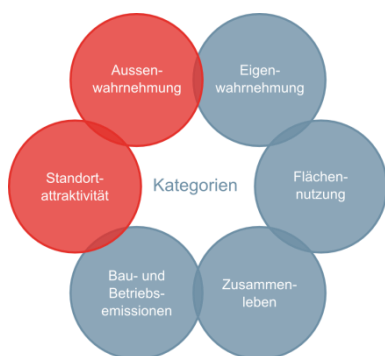 Aussen-
wahrnehmung
Eigen-
wahrnehmung
Standort-
attraktivität
Kategorien
Flächen-
nutzung
Bau- und
Betriebs-
emissionen
Zusammen-
leben